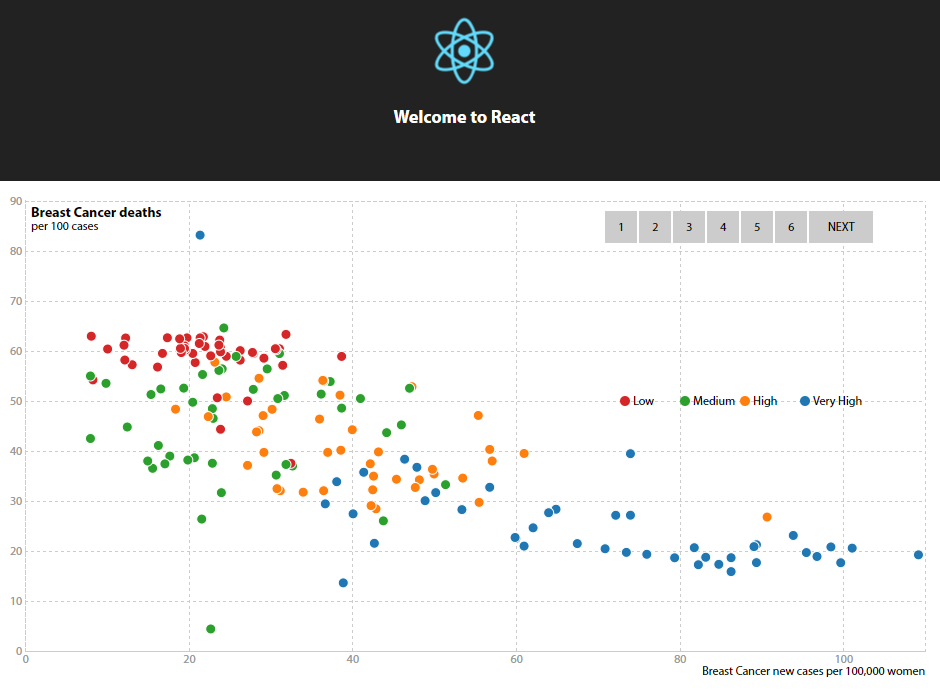 Welcome to React
90
Breast Cancer deaths
per 100 cases
1 2 3 4 5 6 NEXT
80
70
60
50
Low Medium High Very High
40
30
20
10
0
0 20 40 60 80 100
Breast Cancer new cases per 100,000 women